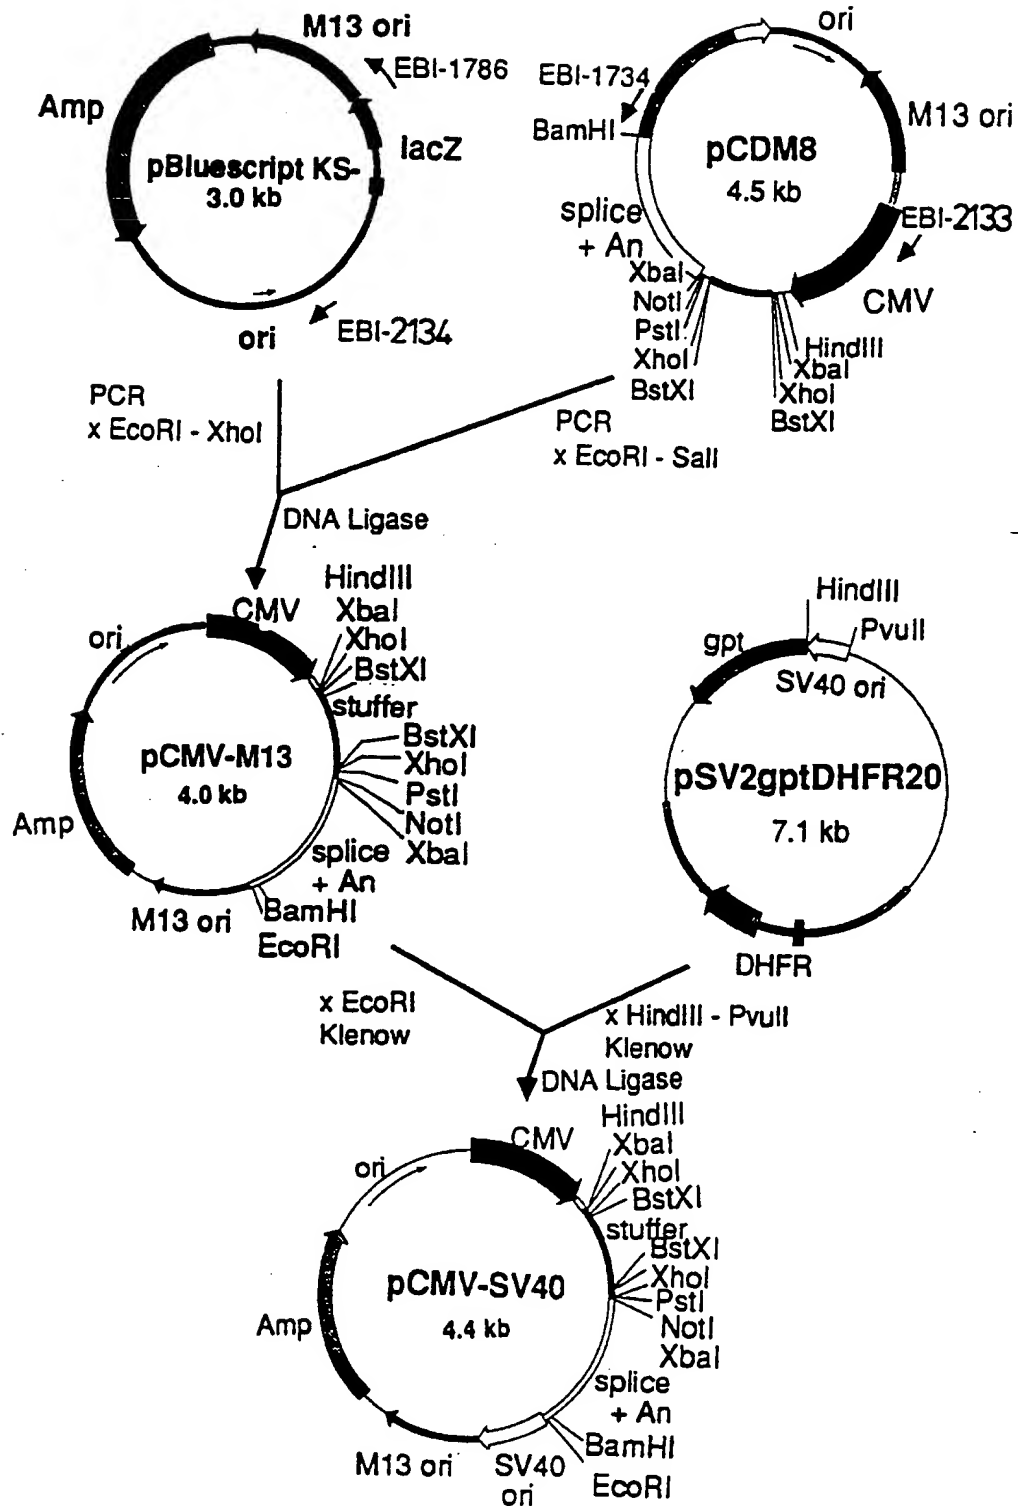 M13 ori
EBI-1786
Amp
lacZ
pBluescript KS-
3.0 kb
ori
EBI-2134
ori
EBI-1734
BamHI
M13 ori
pCDM8
4.5 kb
splice
+ An
EBI-2133
XbaI
NotI
PstI
XhoI
BstXI
CMV
HindIII
XbaI
XhoI
BstXI
PCR
x EcoRI - XhoI
PCR
x EcoRI - SalI
DNA Ligase
CMV
HindIII
XbaI
XhoI
BstXI
stuffer
ori
pCMV-M13
4.0 kb
BstXI
XhoI
PstI
NotI
XbaI
Amp
splice
+ An
M13 ori
BamHI
EcoRI
HindIII
PvuII
gpt
SV40 ori
pSV2gptDHFR20
7.1 kb
DHFR
x EcoRI
Klenow
x HindIII - PvuII
Klenow
DNA Ligase
CMV
HindIII
XbaI
XhoI
BstXI
stuffer
ori
BstXI
XhoI
PstI
NotI
XbaI
pCMV-SV40
4.4 kb
Amp
splice
+ An
BamHI
EcoRI
M13 ori
SV40
ori